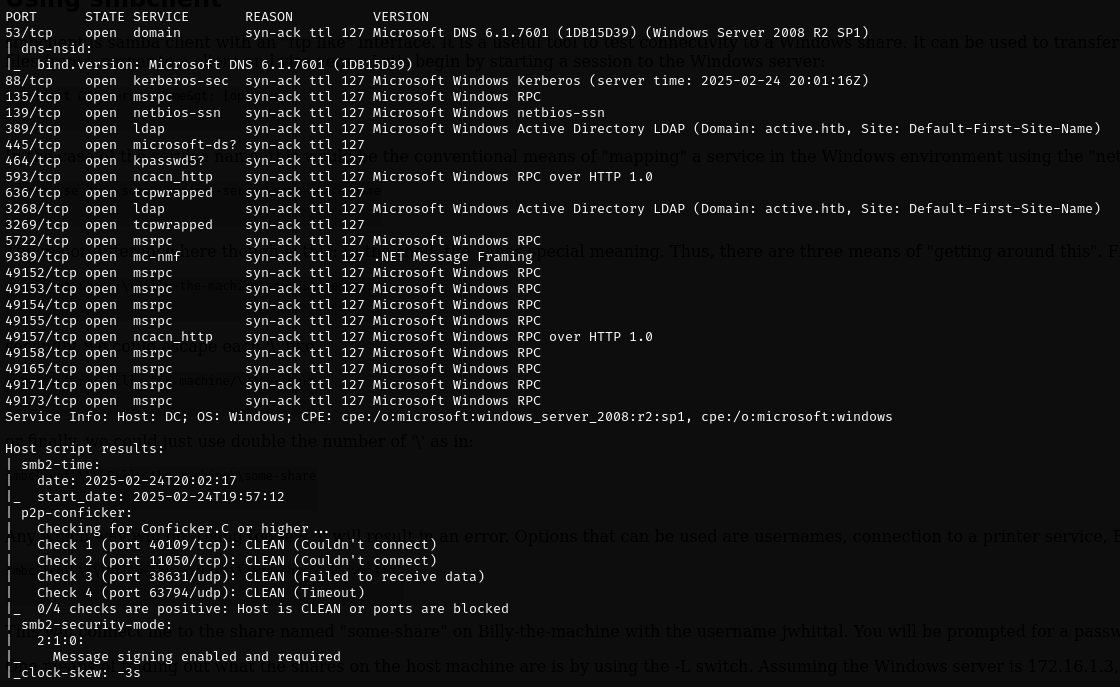 PORT      STATE SERVICE       REASON          VERSION
53/tcp    open  domain        syn-ack ttl 127 Microsoft DNS 6.1.7601 (1DB15D39) (Windows Server 2008 R2 SP1)
| dns-nsid:
|_  bind.version: Microsoft DNS 6.1.7601 (1DB15D39)
88/tcp    open  kerberos-sec  syn-ack ttl 127 Microsoft Windows Kerberos (server time: 2025-02-24 20:01:16Z)
135/tcp   open  msrpc         syn-ack ttl 127 Microsoft Windows RPC
139/tcp   open  netbios-ssn   syn-ack ttl 127 Microsoft Windows netbios-ssn
389/tcp   open  ldap          syn-ack ttl 127 Microsoft Windows Active Directory LDAP (Domain: active.htb, Site: Default-First-Site-Name)
445/tcp   open  microsoft-ds? syn-ack ttl 127
464/tcp   open  kpasswd5?     syn-ack ttl 127
593/tcp   open  ncacn_http    syn-ack ttl 127 Microsoft Windows RPC over HTTP 1.0
636/tcp   open  tcpwrapped    syn-ack ttl 127
3268/tcp  open  ldap          syn-ack ttl 127 Microsoft Windows Active Directory LDAP (Domain: active.htb, Site: Default-First-Site-Name)
3269/tcp  open  tcpwrapped    syn-ack ttl 127
5722/tcp  open  msrpc         syn-ack ttl 127 Microsoft Windows RPC
9389/tcp  open  mc-nmf        syn-ack ttl 127 .NET Message Framing
49152/tcp open  msrpc         syn-ack ttl 127 Microsoft Windows RPC
49153/tcp open  msrpc         syn-ack ttl 127 Microsoft Windows RPC
49154/tcp open  msrpc         syn-ack ttl 127 Microsoft Windows RPC
49155/tcp open  msrpc         syn-ack ttl 127 Microsoft Windows RPC
49157/tcp open  ncacn_http    syn-ack ttl 127 Microsoft Windows RPC over HTTP 1.0
49158/tcp open  msrpc         syn-ack ttl 127 Microsoft Windows RPC
49165/tcp open  msrpc         syn-ack ttl 127 Microsoft Windows RPC
49171/tcp open  msrpc         syn-ack ttl 127 Microsoft Windows RPC
49173/tcp open  msrpc         syn-ack ttl 127 Microsoft Windows RPC
Service Info: Host: DC; OS: Windows; CPE: cpe:/o:microsoft:windows_server_2008:r2:sp1, cpe:/o:microsoft:windows
Host script results:
| smb2-time:
|   date: 2025-02-24T20:02:17
|_  start_date: 2025-02-24T19:57:12
| p2p-conficker:
|   Checking for Conficker.C or higher...
|   Check 1 (port 40109/tcp): CLEAN (Couldn't connect)
|   Check 2 (port 11050/tcp): CLEAN (Couldn't connect)
|   Check 3 (port 38631/udp): CLEAN (Failed to receive data)
|   Check 4 (port 63794/udp): CLEAN (Timeout)
|_  0/4 checks are positive: Host is CLEAN or ports are blocked
| smb2-security-mode:
|   2:1:0:
|_    Message signing enabled and required
|_clock-skew: -3s